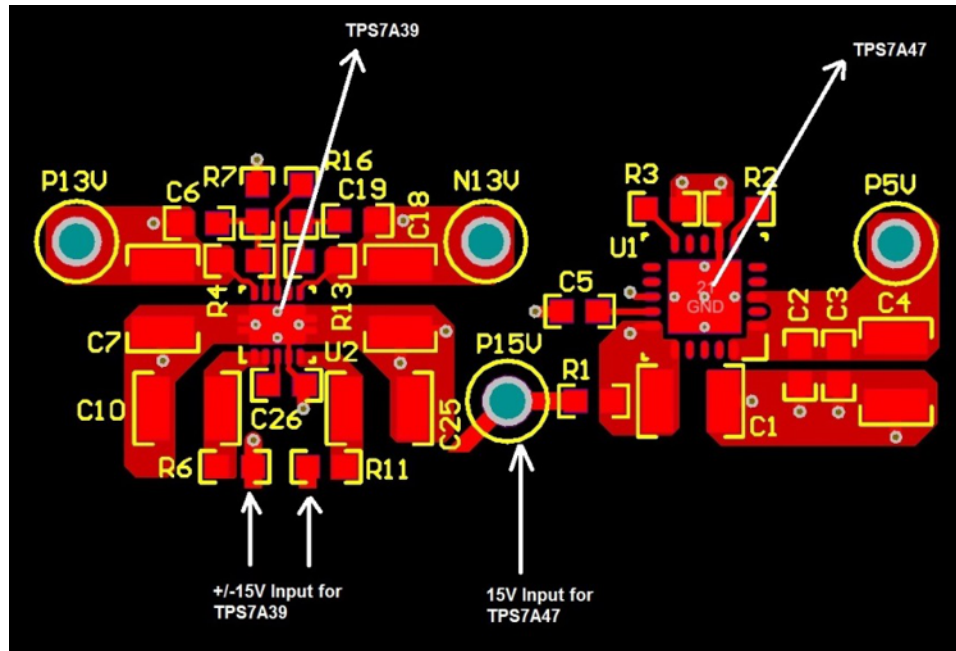 TPS7A39
TPS7A47
P13V
C6
R7
R16
C19
C18
N13V
R3
R2
P5V
U1
R4
R13
21
GND
C5
C2
C3
C4
C7
U2
P15V
R1
C10
C26
C25
C1
R6
R11
+/-15V Input for
TPS7A39
15V Input for
TPS7A47